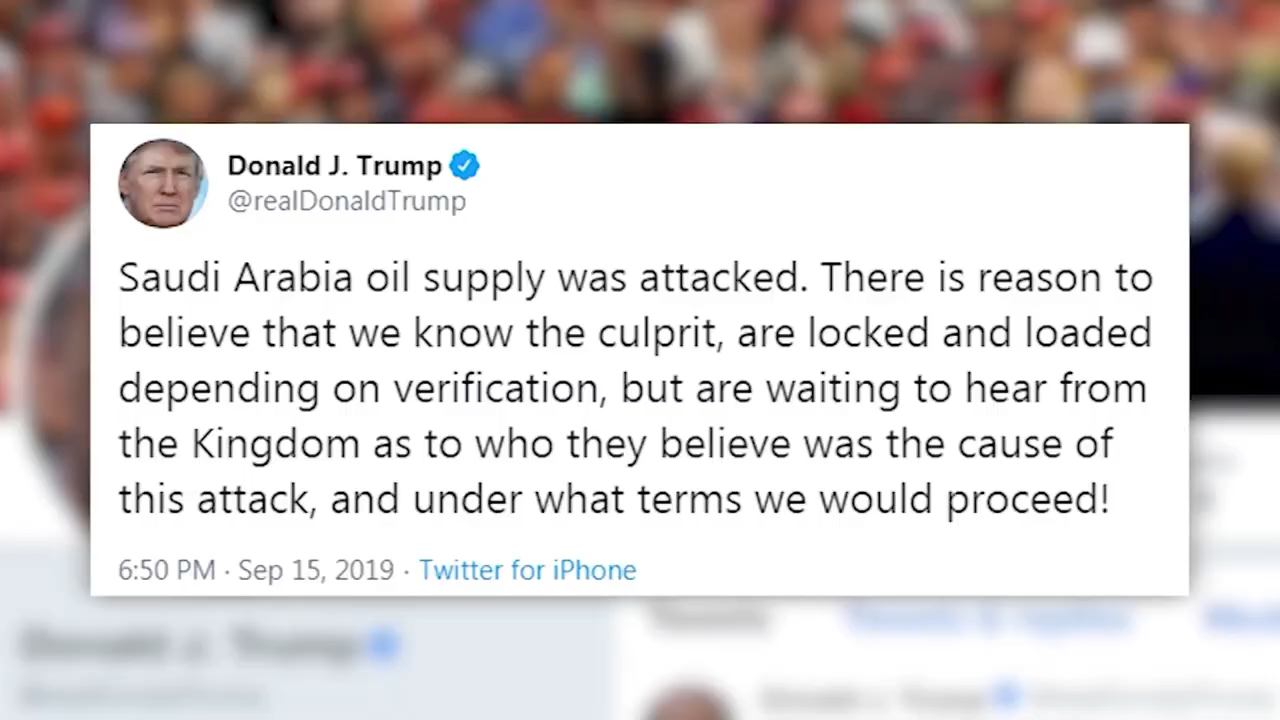 Donald J. Trump
@realDonaldTrump
Saudi Arabia oil supply was attacked. There is reason to
believe that we know the culprit, are locked and loaded
depending on verification, but are waiting to hear from
the Kingdom as to who they believe was the cause of
this attack, and under what terms we would proceed!
6:50 PM · Sep 15, 2019 · Twitter for iPhone